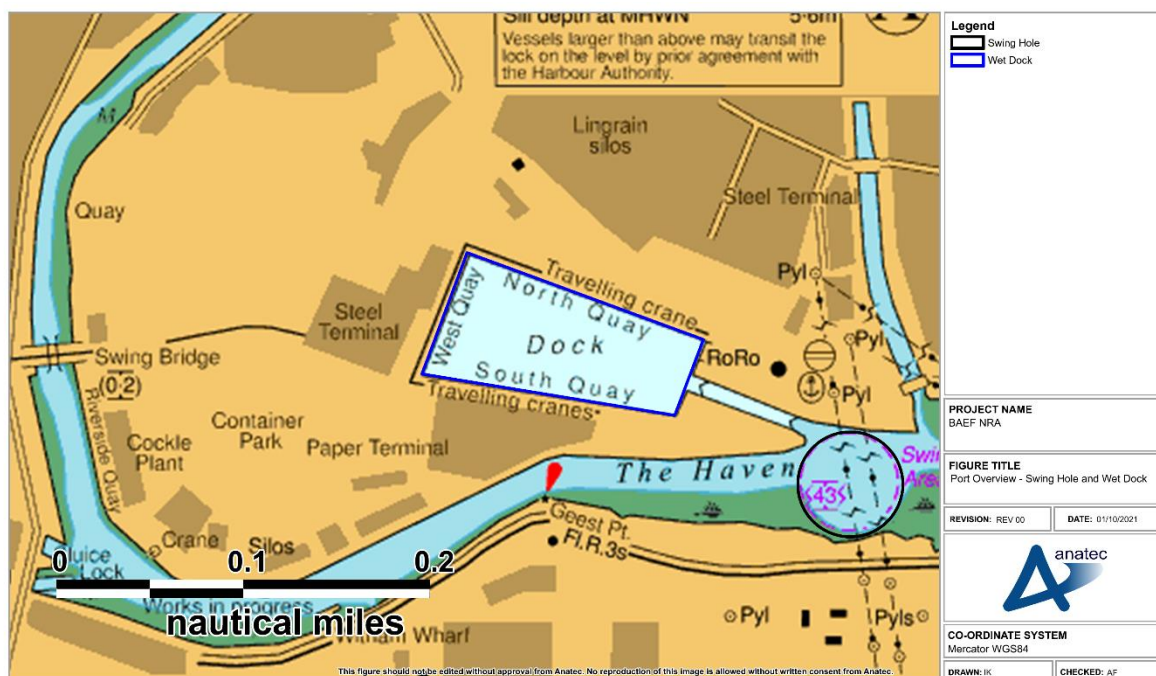 Sill depth at MHWN 5·6m
Vessels larger than above may transit the
lock on the level by prior agreement with
the Harbour Authority.
M
Lingrain
silos
Quay
Steel Terminal
Pyl
Travelling crane
North Quay
West Quay
Steel
Terminal
Dock
RoRo
Pyl
Swing Bridge
(0·2)
South Quay
Pyl
Travelling cranes
Riverside Quay
Container
Park
Cockle
Plant
Paper Terminal
The Haven
43
Geest Pt.
Fl.R.3s
Crane
Silos
Lock
0 0.1 0.2
Works in progress
nautical miles
Witham Wharf
Pyl
Pyls
This figure should not be edited without approval from Anatec. No reproduction of this image is allowed without written consent from Anatec.
Legend
Swing Hole
Wet Dock
PROJECT NAME
BAEF NRA
FIGURE TITLE
Port Overview - Swing Hole and Wet Dock
REVISION: REV 00
DATE: 01/10/2021
anatec
CO-ORDINATE SYSTEM
Mercator WGS84
DRAWN: IK
CHECKED: AF